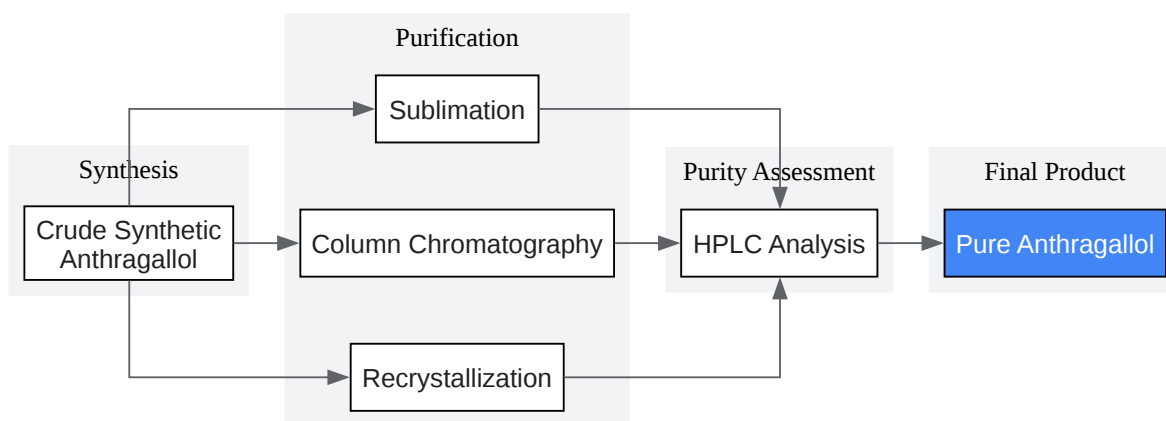 Purification
Sublimation
Synthesis
Crude Synthetic
Anthragallol
Column Chromatography
Recrystallization
Purity Assessment
HPLC Analysis
Final Product
Pure Anthragallol